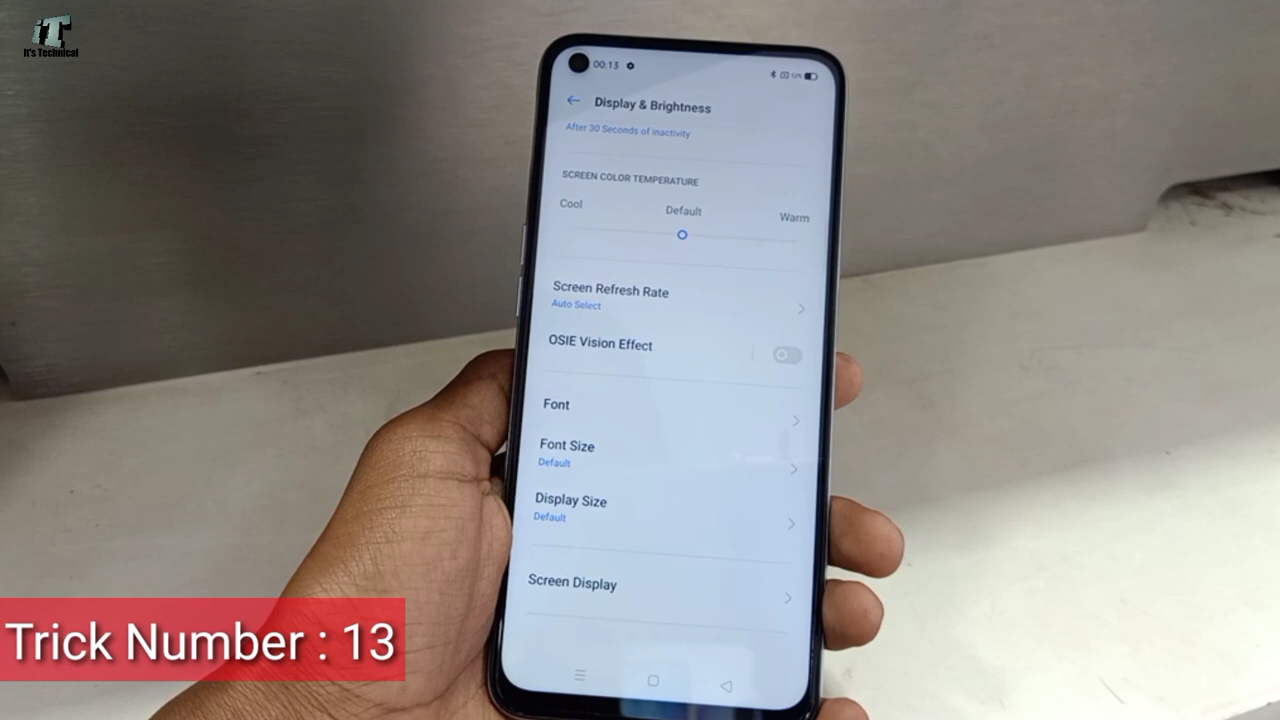 iT
It's Technical
00:13
12%
Display & Brightness
After 30 Seconds of inactivity
SCREEN COLOR TEMPERATURE
Cool Default Warm
Screen Refresh Rate
Auto Select
OSIE Vision Effect
Font
Font Size
Default
Display Size
Default
Screen Display
Trick Number : 13